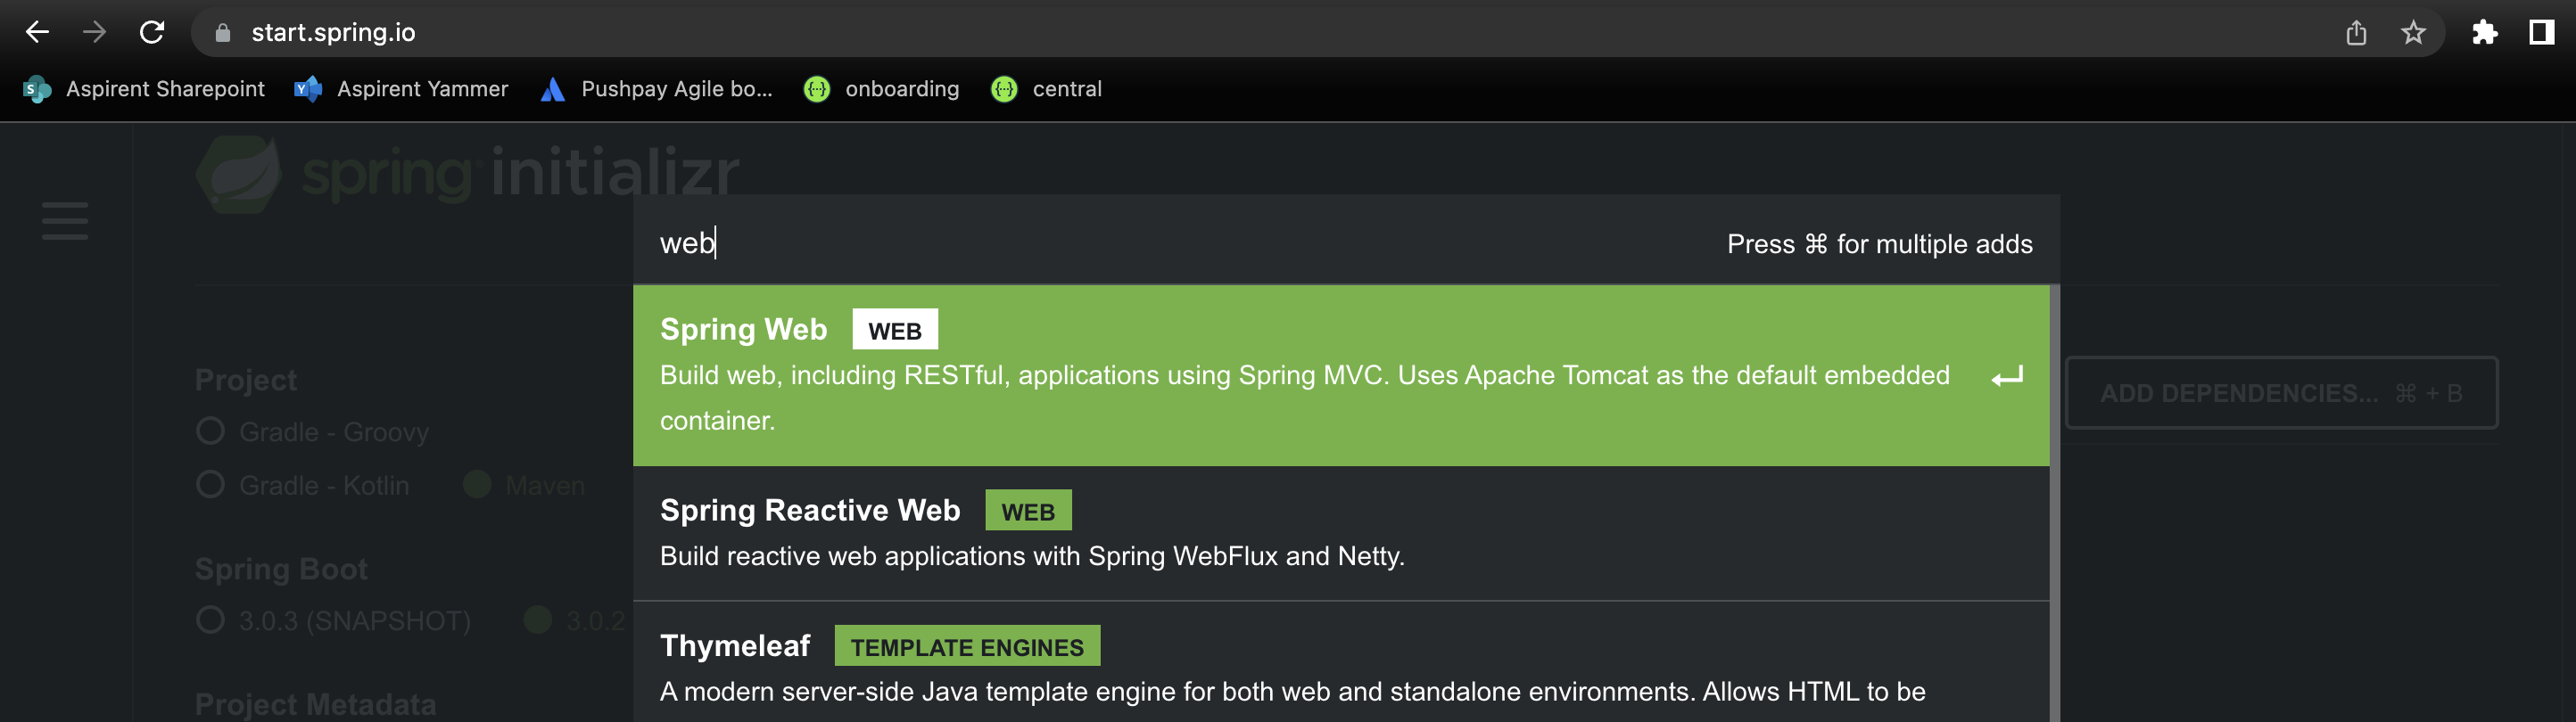 start.spring.io
Aspirent Sharepoint
Aspirent Yammer
Pushpay Agile bo...
onboarding
central
spring initializr
web
Press ⌘ for multiple adds
Spring Web WEB
Build web, including RESTful, applications using Spring MVC. Uses Apache Tomcat as the default embedded
container.
Project
Gradle - Groovy
Gradle - Kotlin
Maven
ADD DEPENDENCIES... ⌘ + B
Spring Reactive Web WEB
Build reactive web applications with Spring WebFlux and Netty.
Spring Boot
3.0.3 (SNAPSHOT)
3.0.2
Thymeleaf TEMPLATE ENGINES
A modern server-side Java template engine for both web and standalone environments. Allows HTML to be
Project Metadata